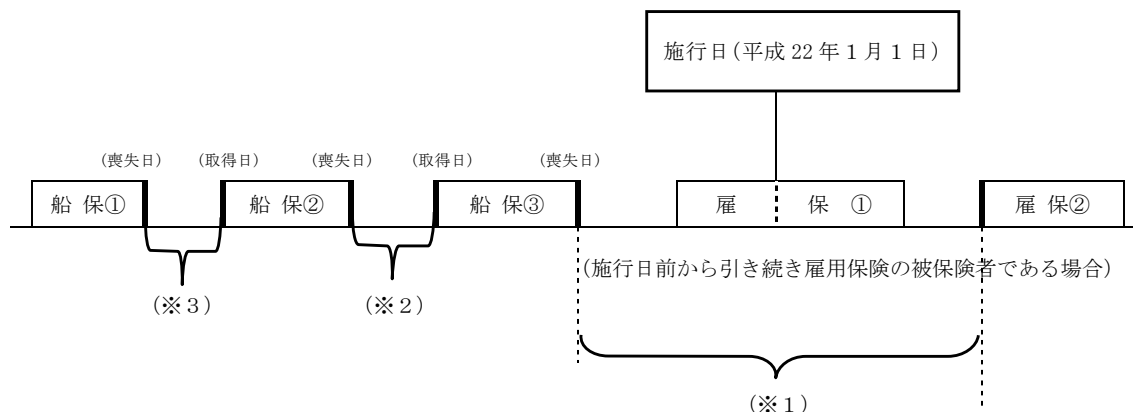 施行日(平成 22 年 1 月 1 日)
(喪失日) (取得日) (喪失日) (取得日) (喪失日)
船 保① 船 保② 船 保③ 雇 保 ① 雇 保②
(施行日前から引き続き雇用保険の被保険者である場合)
(※3) (※2)
(※1)